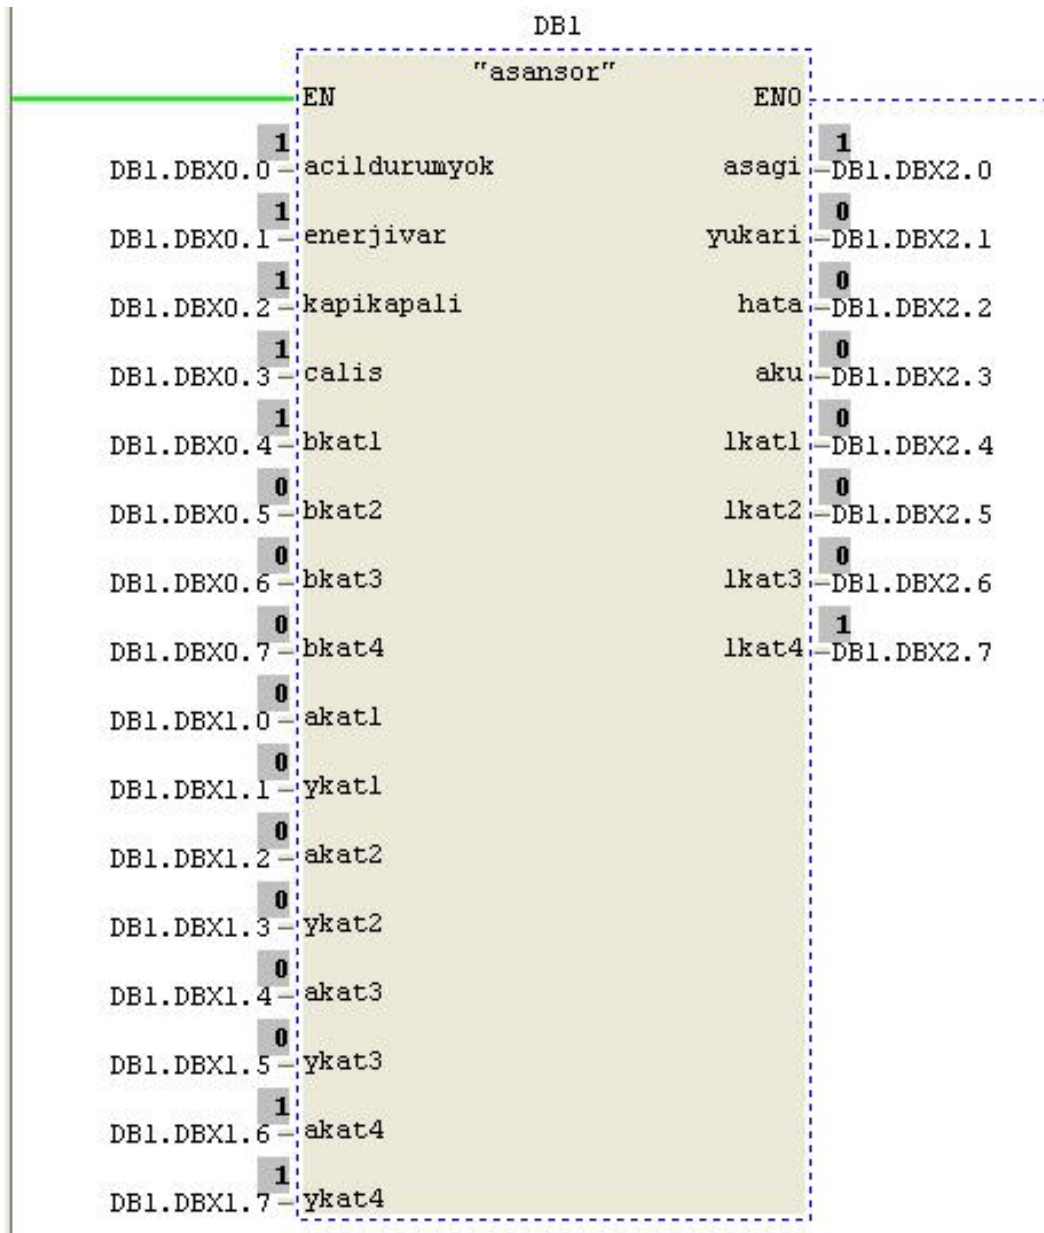 DB1
"asansor"
EN ENO
1 1
DB1.DBX0.0 acildurumyok asagi DB1.DBX2.0
1 0
DB1.DBX0.1 enerjivar yukari DB1.DBX2.1
1 0
DB1.DBX0.2 kapikapali hata DB1.DBX2.2
1 0
DB1.DBX0.3 calis aku DB1.DBX2.3
1 0
DB1.DBX0.4 bkat1 lkat1 DB1.DBX2.4
0 0
DB1.DBX0.5 bkat2 lkat2 DB1.DBX2.5
0 0
DB1.DBX0.6 bkat3 lkat3 DB1.DBX2.6
0 1
DB1.DBX0.7 bkat4 lkat4 DB1.DBX2.7
0
DB1.DBX1.0 akat1
0
DB1.DBX1.1 ykat1
0
DB1.DBX1.2 akat2
0
DB1.DBX1.3 ykat2
0
DB1.DBX1.4 akat3
0
DB1.DBX1.5 ykat3
1
DB1.DBX1.6 akat4
1
DB1.DBX1.7 ykat4